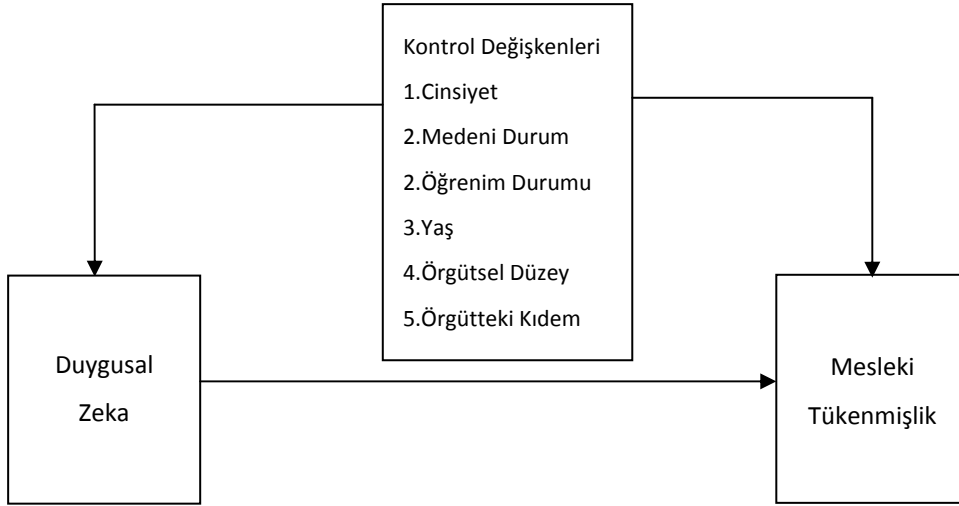 Kontrol Değişkenleri
1.Cinsiyet
2.Medeni Durum
2.Öğrenim Durumu
3.Yaş
4.Örgütsel Düzey
5.Örgütteki Kıdem
Duygusal
Zeka
Mesleki
Tükenmişlik